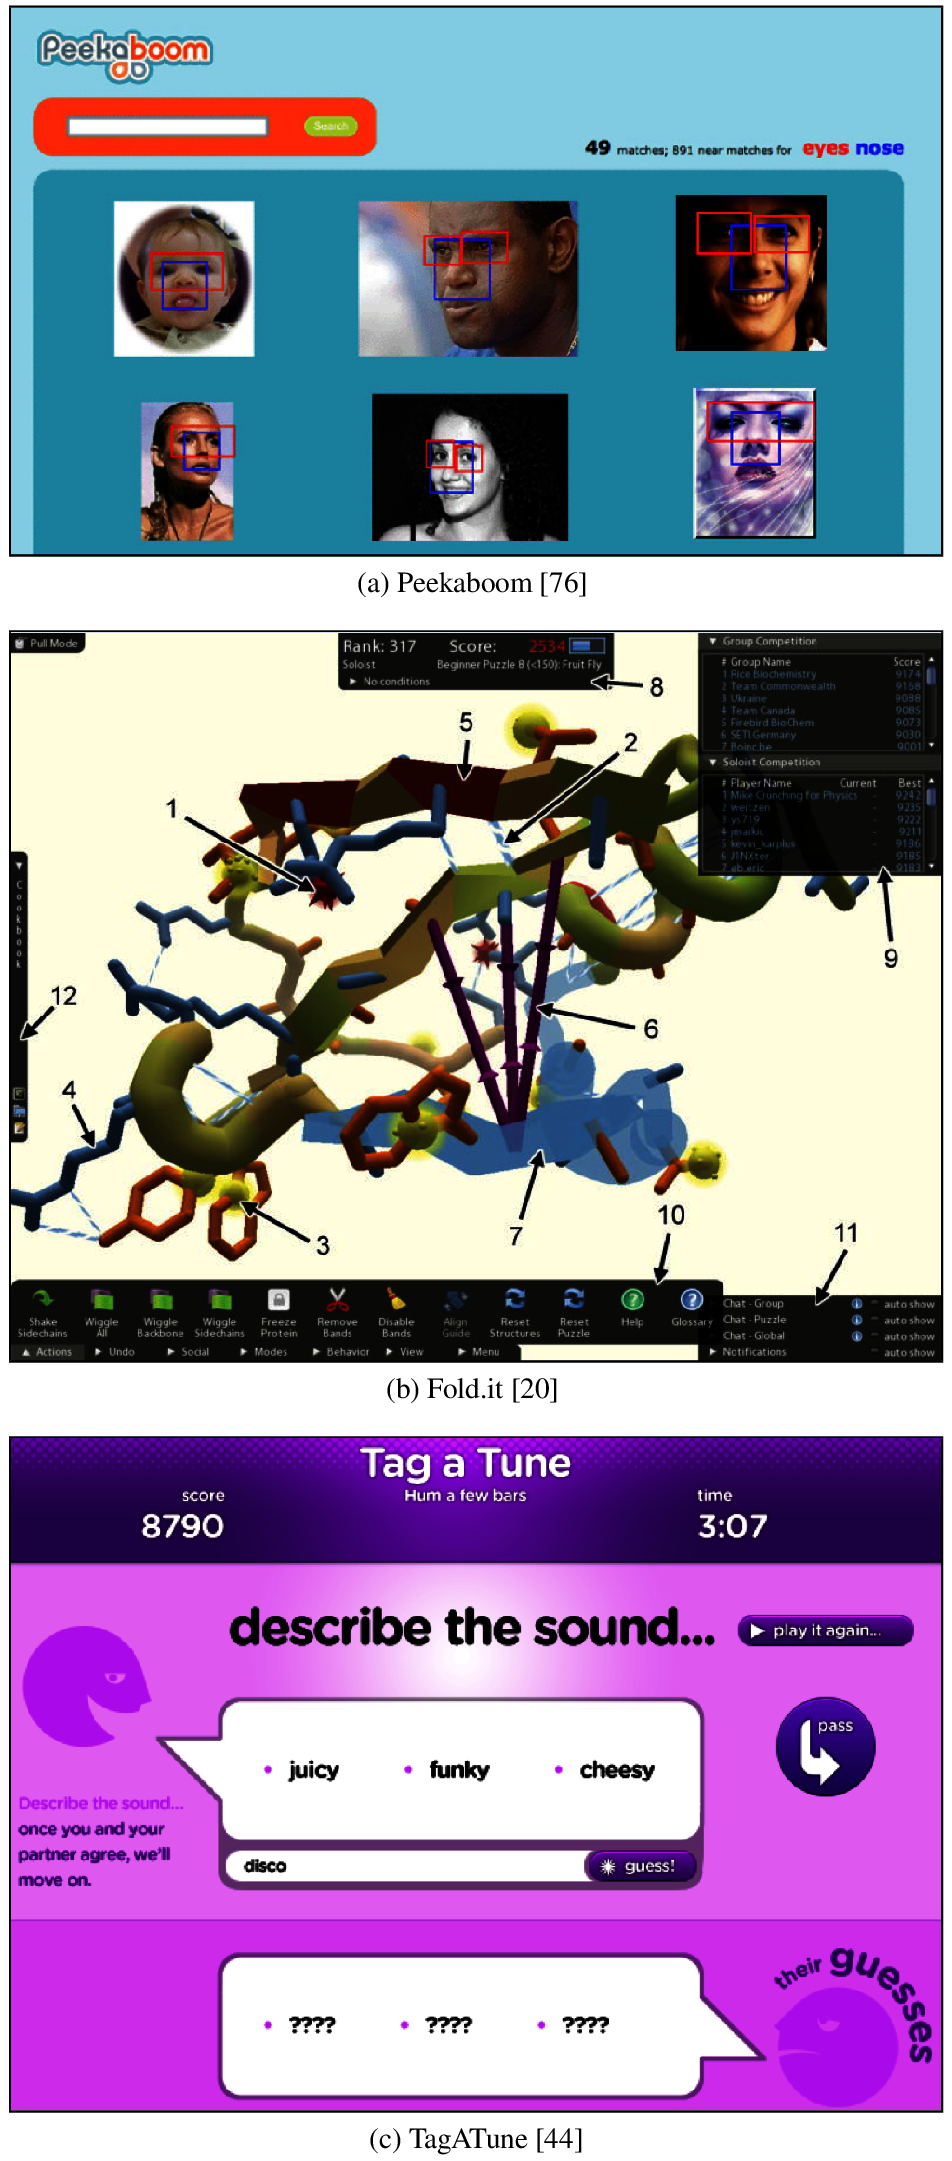 Peekaboom
Search
49 matches; 891 near matches for eyes nose
(a) Peekaboom [76]
Pull Mode
Rank: 317 Score: 2534
Soloist Beginner Puzzle 8 (<150): Fruit Fly
No conditions
Group Competition
# Group Name Score
1 Rice Biochemistry 9174
2 Team Commonwealth 9158
3 Ukraine 9088
4 Team Canada 9085
5 Firebird BioChem 9073
6 SETI.Germany 9030
7 Boinc.be 9001
Soloist Competition
# Player Name Current Best
1 Mike Crunching for Physics - 9242
2 weitzen - 9235
3 ys719 - 9222
4 - 9211
5 kevin_karplus - 9186
6 - 9185
7 - 9183
8
5
2
1
9
12
6
4
Cookbook
7
3
10
11
Shake Sidechains
Wiggle All
Wiggle Backbone
Wiggle Sidechains
Freeze Protein
Remove Bands
Disable Bands
Align Guide
Reset Structures
Reset Puzzle
Help
Glossary
Actions Undo Social Modes Behavior View Menu
Chat - Group auto show
Chat - Puzzle auto show
Chat - Global auto show
Notifications auto show
(b) Fold.it [20]
Tag a Tune
score Hum a few bars time
8790 3:07
describe the sound...
play it again...
pass
• juicy • funky • cheesy
Describe the sound...
once you and your
partner agree, we'll
move on.
disco
guess!
their guesses
• ???? • ???? • ????
(c) TagATune [44]